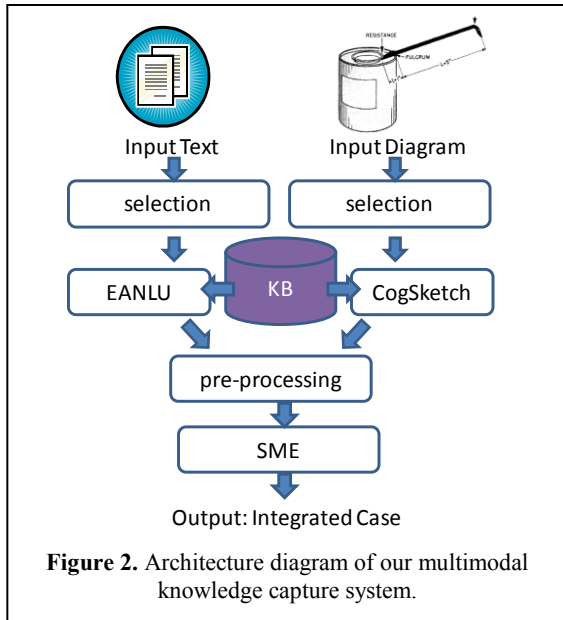 RESISTANCE
FULCRUM
Input Text
Input Diagram
selection
selection
EANLU
KB
CogSketch
pre-processing
SME
Output: Integrated Case
Figure 2. Architecture diagram of our multimodal
knowledge capture system.